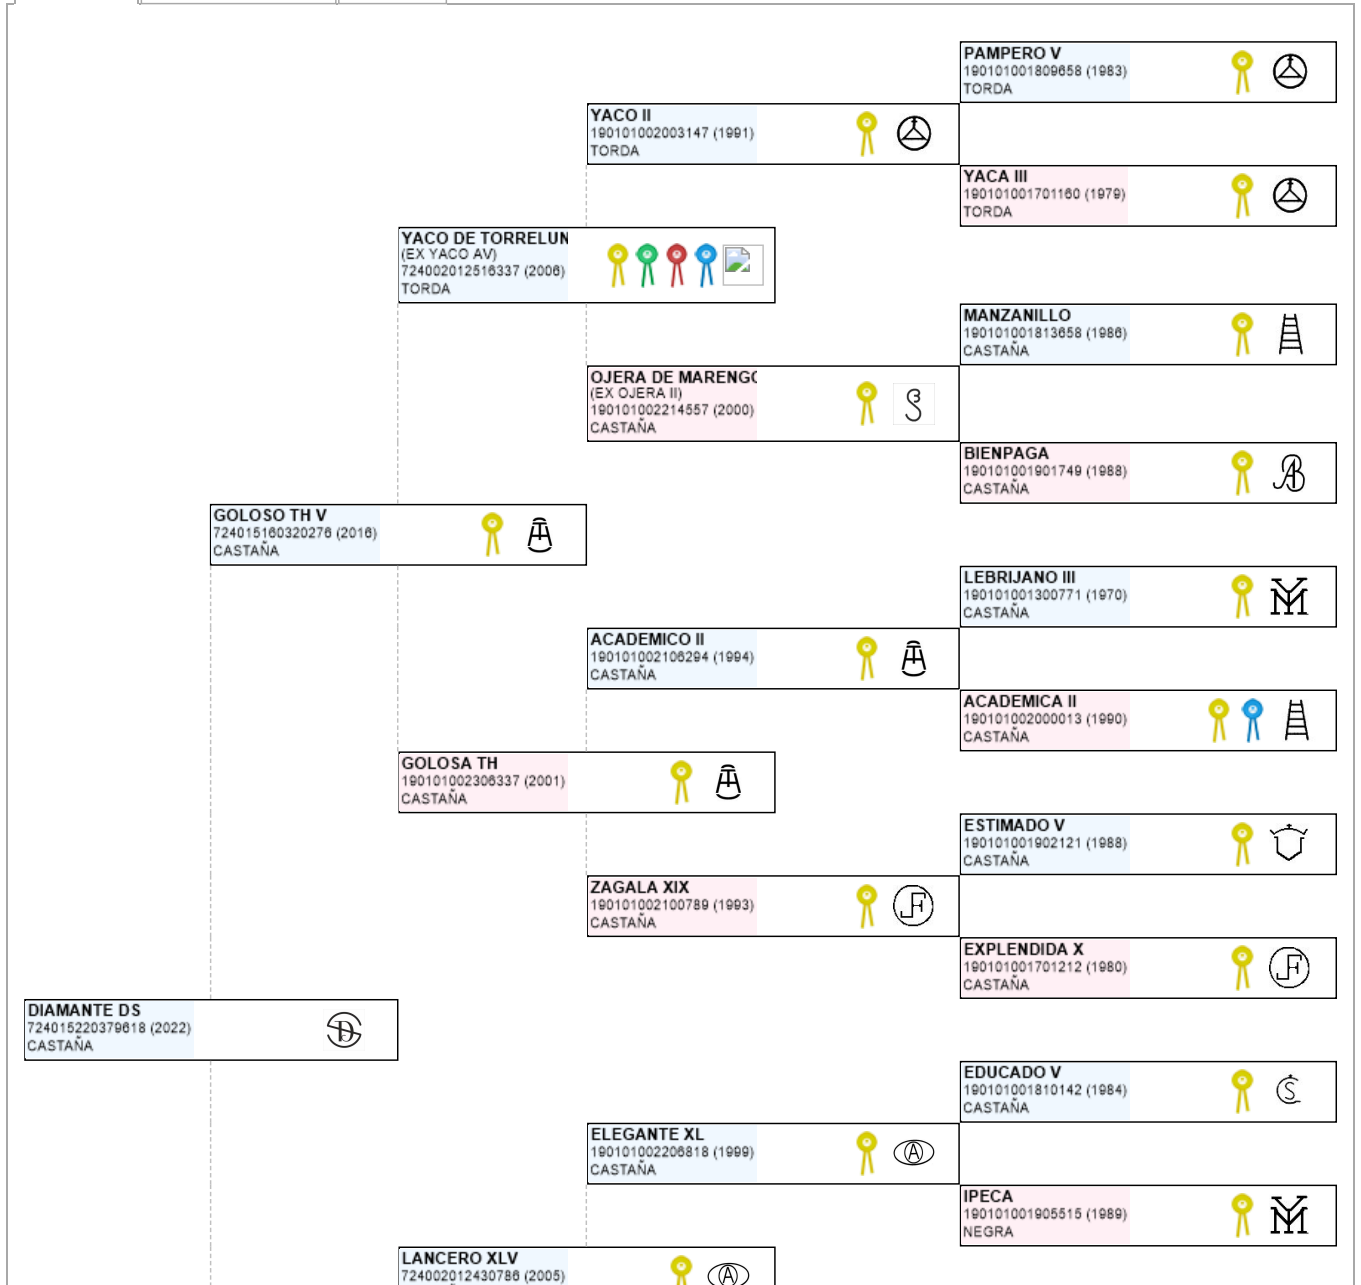 PAMPERO V
190101001809658 (1983)
TORDA
YACO II
190101002003147 (1991)
TORDA
YACA III
190101001701160 (1979)
TORDA
YACO DE TORRELUN
(EX YACO AV)
724002012516337 (2006)
TORDA
MANZANILLO
190101001813658 (1986)
CASTAÑA
OJERA DE MARENGO
(EX OJERA II)
190101002214557 (2000)
CASTAÑA
BIENPAGA
190101001901749 (1988)
CASTAÑA
GOLOSO TH V
724015160320276 (2016)
CASTAÑA
LEBRIJANO III
190101001300771 (1970)
CASTAÑA
ACADEMICO II
190101002106294 (1994)
CASTAÑA
ACADEMICA II
190101002000013 (1990)
CASTAÑA
GOLOSA TH
190101002306337 (2001)
CASTAÑA
ESTIMADO V
190101001902121 (1988)
CASTAÑA
ZAGALA XIX
190101002100789 (1993)
CASTAÑA
EXPLENDIDA X
190101001701212 (1980)
CASTAÑA
DIAMANTE DS
724015220379618 (2022)
CASTAÑA
EDUCADO V
190101001810142 (1984)
CASTAÑA
ELEGANTE XL
190101002206818 (1999)
CASTAÑA
IPECA
190101001905515 (1989)
NEGRA
LANCERO XLV
724002012430786 (2005)